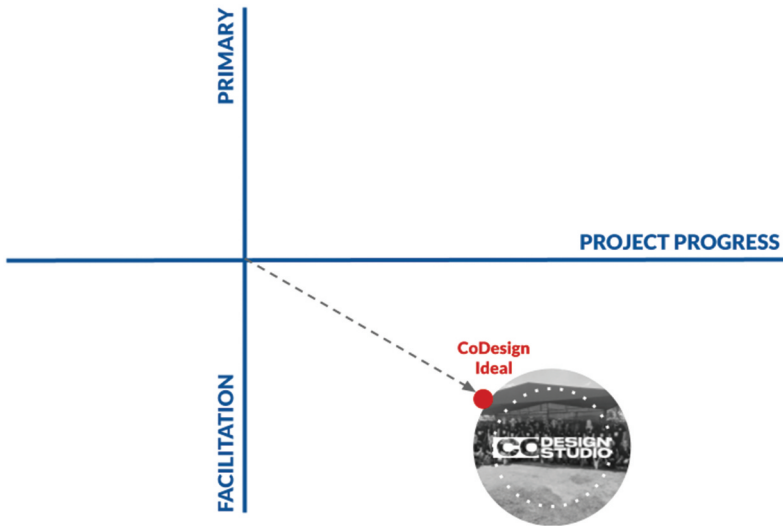 PRIMARY
PROJECT PROGRESS
CoDesign
Ideal
FACILITATION
CO DESIGN
STUDIO